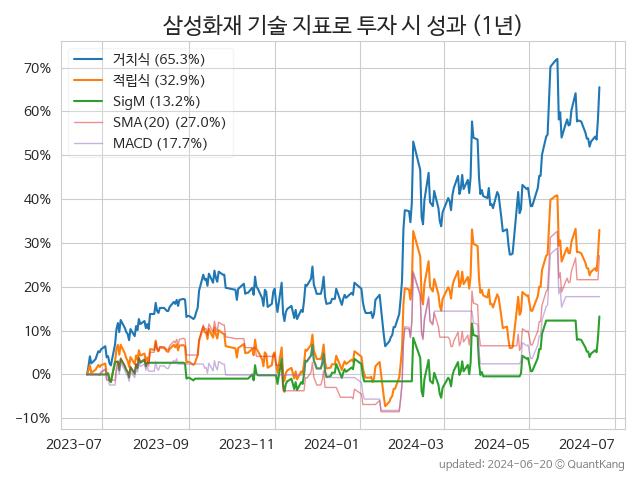 삼성화재 기술 지표로 투자 시 성과 (1년)
거치식 (65.3%)
적립식 (32.9%)
SigM (13.2%)
SMA(20) (27.0%)
MACD (17.7%)
70%
60%
50%
40%
30%
20%
10%
0%
−10%
2023-07 2023-09 2023-11 2024-01 2024-03 2024-05 2024-07
updated: 2024-06-20 © QuantKang